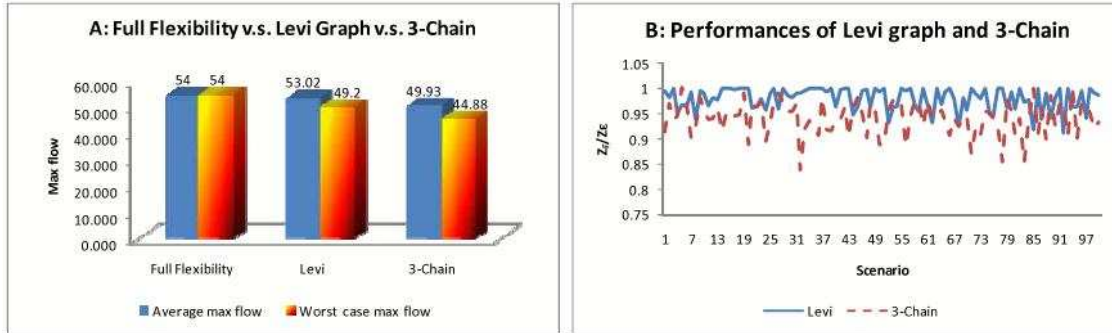 A: Full Flexibility v.s. Levi Graph v.s. 3-Chain
54
54
53.02
49.2
49.93
44.88
60.000
50.000
40.000
30.000
20.000
10.000
0.000
Max flow
Full Flexibility
Levi
3-Chain
Average max flow
Worst case max flow
B: Performances of Levi graph and 3-Chain
1.05
1
0.95
0.9
0.85
0.8
0.75
1 7 13 19 25 31 37 43 49 55 61 67 73 79 85 91 97
Scenario
Levi
3-Chain